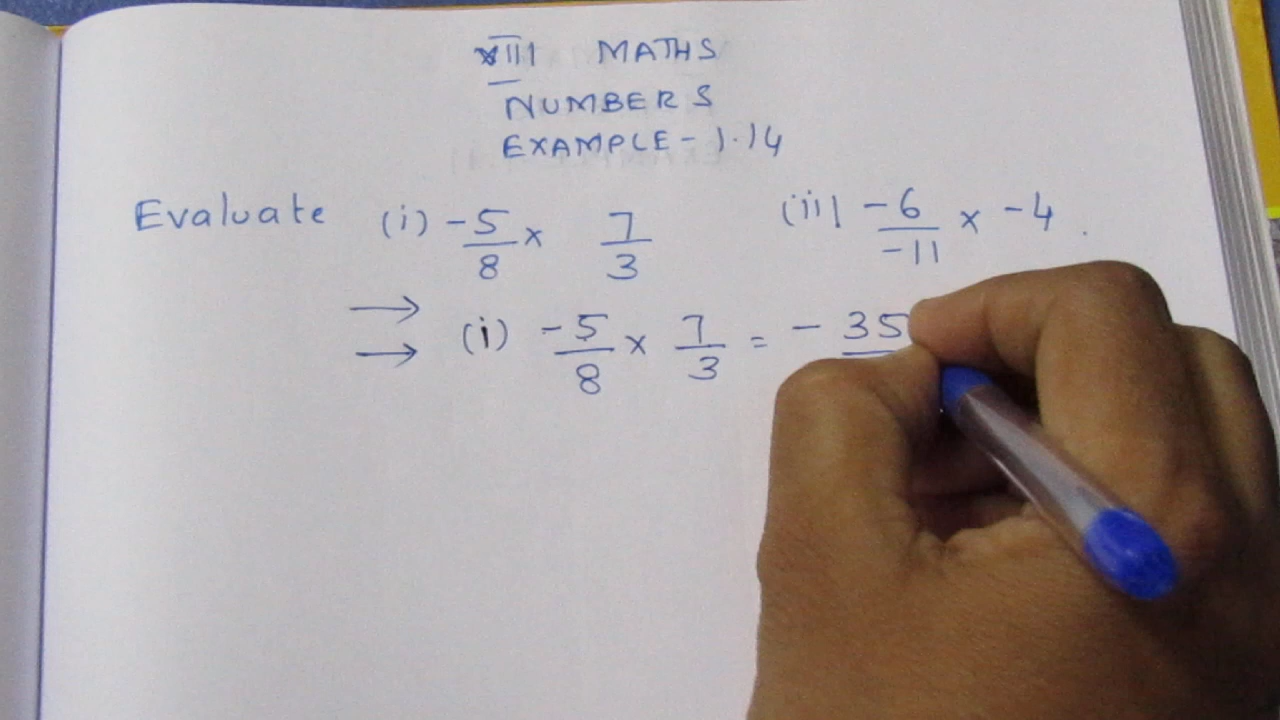 VIII MATHS
NUMBERS
EXAMPLE - 1.14
Evaluate (i) -5/8 × 7/3 (ii) -6/-11 × -4.
→
→ (i) -5/8 × 7/3 = - 35